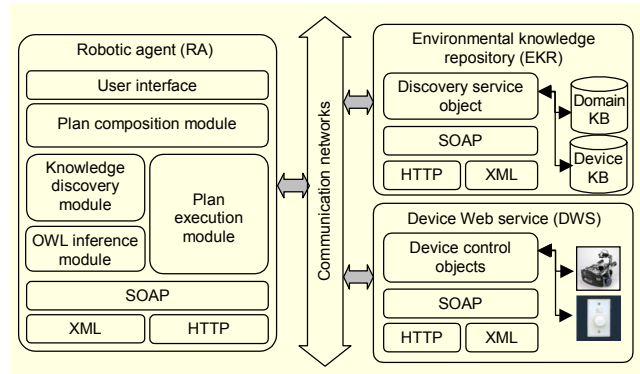 Robotic agent (RA)
User interface
Plan composition module
Knowledge
discovery
module
OWL inference
module
Plan
execution
module
SOAP
XML
HTTP
Communication networks
Environmental knowledge
repository (EKR)
Discovery service
object
SOAP
HTTP
XML
Domain
KB
Device
KB
Device Web service (DWS)
Device control
objects
SOAP
HTTP
XML